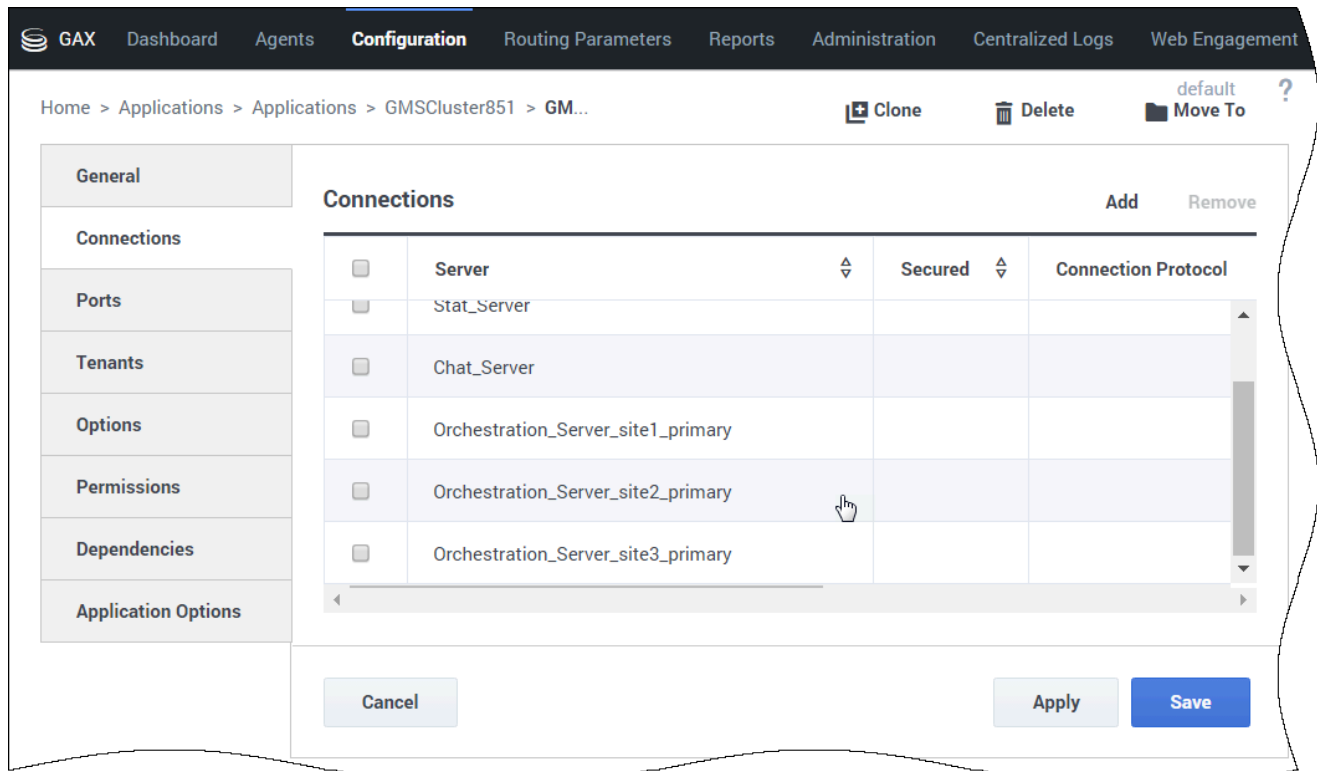 GAX Dashboard Agents Configuration Routing Parameters Reports Administration Centralized Logs Web Engagement
default ?
Home > Applications > Applications > GMSCluster851 > GM... Clone Delete Move To
General
Connections Add Remove
Connections
Server Secured Connection Protocol
Ports
Stat_Server
Tenants
Chat_Server
Options
Orchestration_Server_site1_primary
Permissions
Orchestration_Server_site2_primary
Dependencies
Orchestration_Server_site3_primary
Application Options
Cancel Apply Save